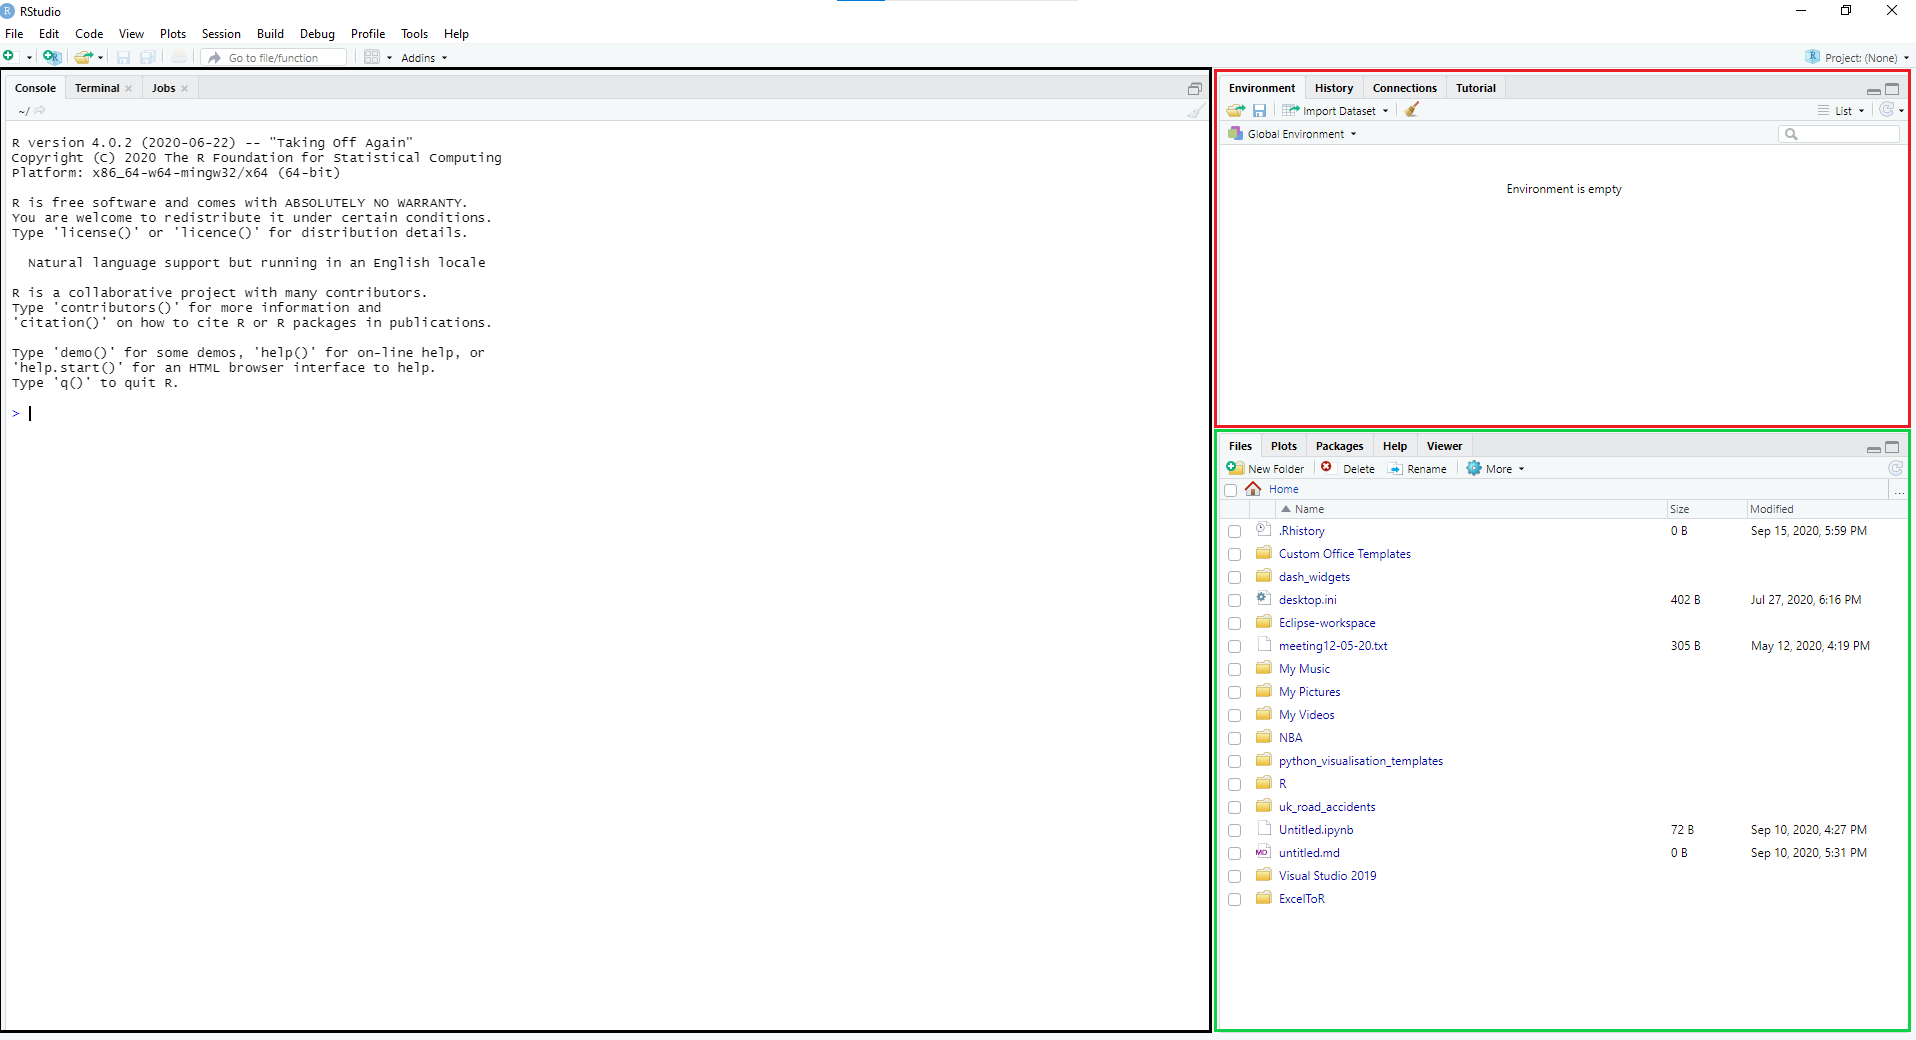 RStudio
File Edit Code View Plots Session Build Debug Profile Tools Help
Go to file/function Addins Project: (None)
Console Terminal Jobs
~/
R version 4.0.2 (2020-06-22) -- "Taking Off Again"
Copyright (C) 2020 The R Foundation for Statistical Computing
Platform: x86_64-w64-mingw32/x64 (64-bit)
R is free software and comes with ABSOLUTELY NO WARRANTY.
You are welcome to redistribute it under certain conditions.
Type 'license()' or 'licence()' for distribution details.
Natural language support but running in an English locale
R is a collaborative project with many contributors.
Type 'contributors()' for more information and
'citation()' on how to cite R or R packages in publications.
Type 'demo()' for some demos, 'help()' for on-line help, or
'help.start()' for an HTML browser interface to help.
Type 'q()' to quit R.
>
Environment History Connections Tutorial
Import Dataset List
Global Environment
Environment is empty
Files Plots Packages Help Viewer
New Folder Delete Rename More
Home ...
Name Size Modified
.Rhistory 0 B Sep 15, 2020, 5:59 PM
Custom Office Templates
dash_widgets
desktop.ini 402 B Jul 27, 2020, 6:16 PM
Eclipse-workspace
meeting12-05-20.txt 305 B May 12, 2020, 4:19 PM
My Music
My Pictures
My Videos
NBA
python_visualisation_templates
R
uk_road_accidents
Untitled.ipynb 72 B Sep 10, 2020, 4:27 PM
MD untitled.md 0 B Sep 10, 2020, 5:31 PM
Visual Studio 2019
ExcelToR